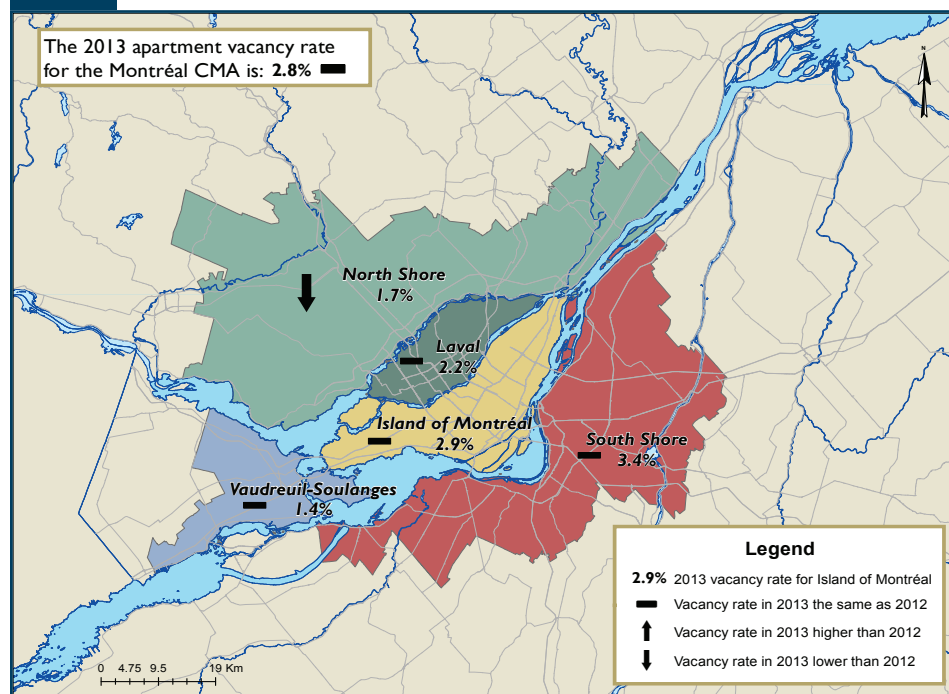 The 2013 apartment vacancy rate
for the Montréal CMA is: 2.8%
N
North Shore
1.7%
Laval
2.2%
Island of Montréal
2.9%
South Shore
3.4%
Vaudreuil-Soulanges
1.4%
Legend
2.9% 2013 vacancy rate for Island of Montréal
Vacancy rate in 2013 the same as 2012
Vacancy rate in 2013 higher than 2012
Vacancy rate in 2013 lower than 2012
0 4.75 9.5 19 Km